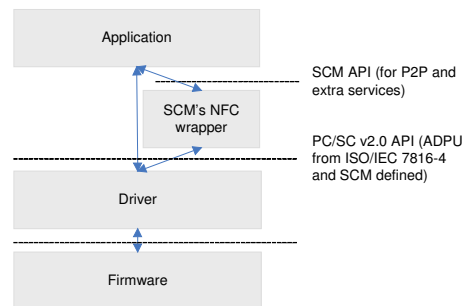 Application
SCM API (for P2P and
extra services)
SCM's NFC
wrapper
PC/SC v2.0 API (ADPU
from ISO/IEC 7816-4
and SCM defined)
Driver
Firmware